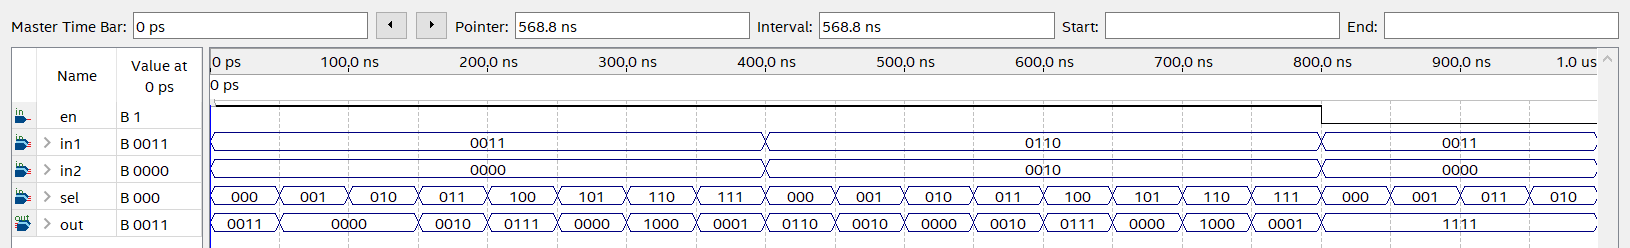 Master Time Bar: 0 ps Pointer: 568.8 ns Interval: 568.8 ns Start: End:
Name Value at 0 ps 0 ps 100.0 ns 200.0 ns 300.0 ns 400.0 ns 500.0 ns 600.0 ns 700.0 ns 800.0 ns 900.0 ns 1.0 us
0 ps
in en B 1
in in1 B 0011 0011 0110 0011
in in2 B 0000 0000 0010 0000
in sel B 000 000 001 010 011 100 101 110 111 000 001 010 011 100 101 110 111 000 001 011 010
out out B 0011 0011 0000 0010 0111 0000 1000 0001 0110 0010 0000 0010 0111 0000 1000 0001 1111